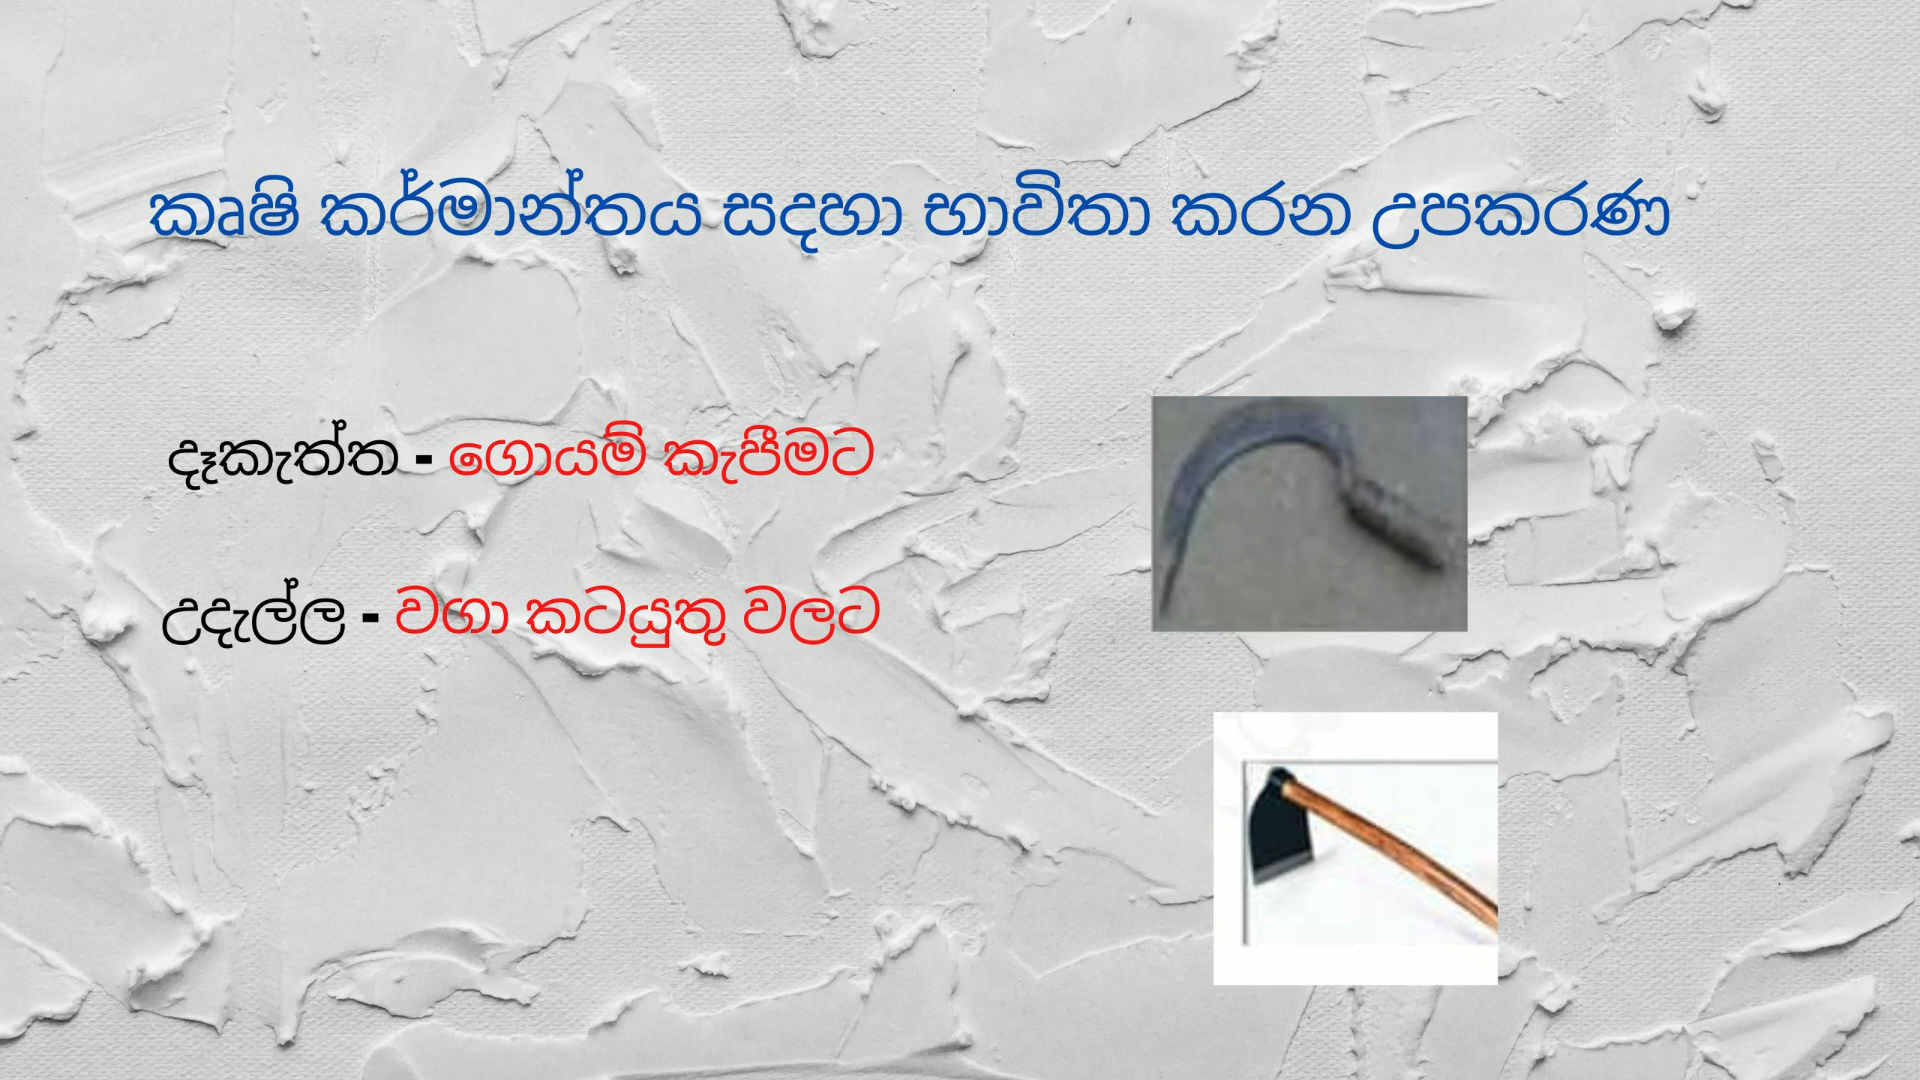 කෘෂි කර්මාන්තය සදහා භාවිතා කරන උපකරණ
දෑකැත්ත - ගොයම් කැපීමට
උදැල්ල - වගා කටයුතු වලට